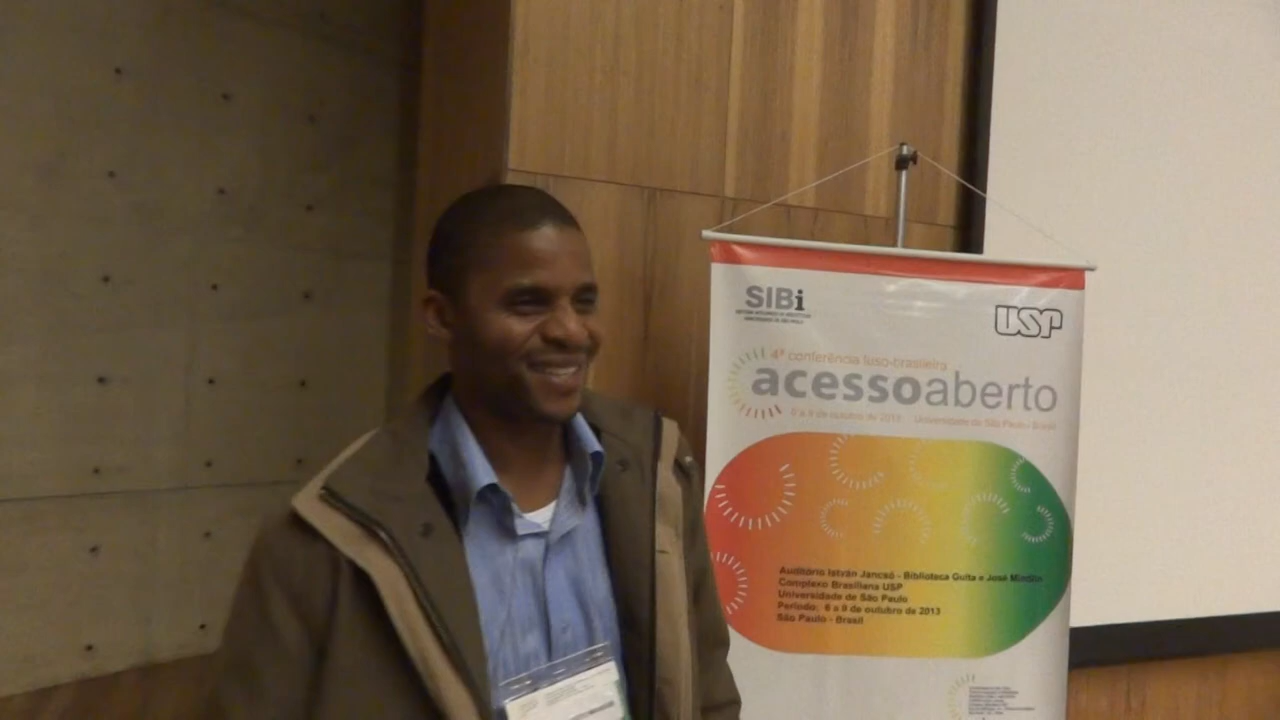 SIBi
USP
4ª conferência luso-brasileira
acessoaberto
6 a 9 de outubro de 2013 Universidade de São Paulo - Brasil
Auditório István Jancsó - Biblioteca Guita e José Mindlin
Complexo Brasiliana USP
Universidade de São Paulo
Período: 6 a 9 de outubro de 2013
São Paulo - Brasil